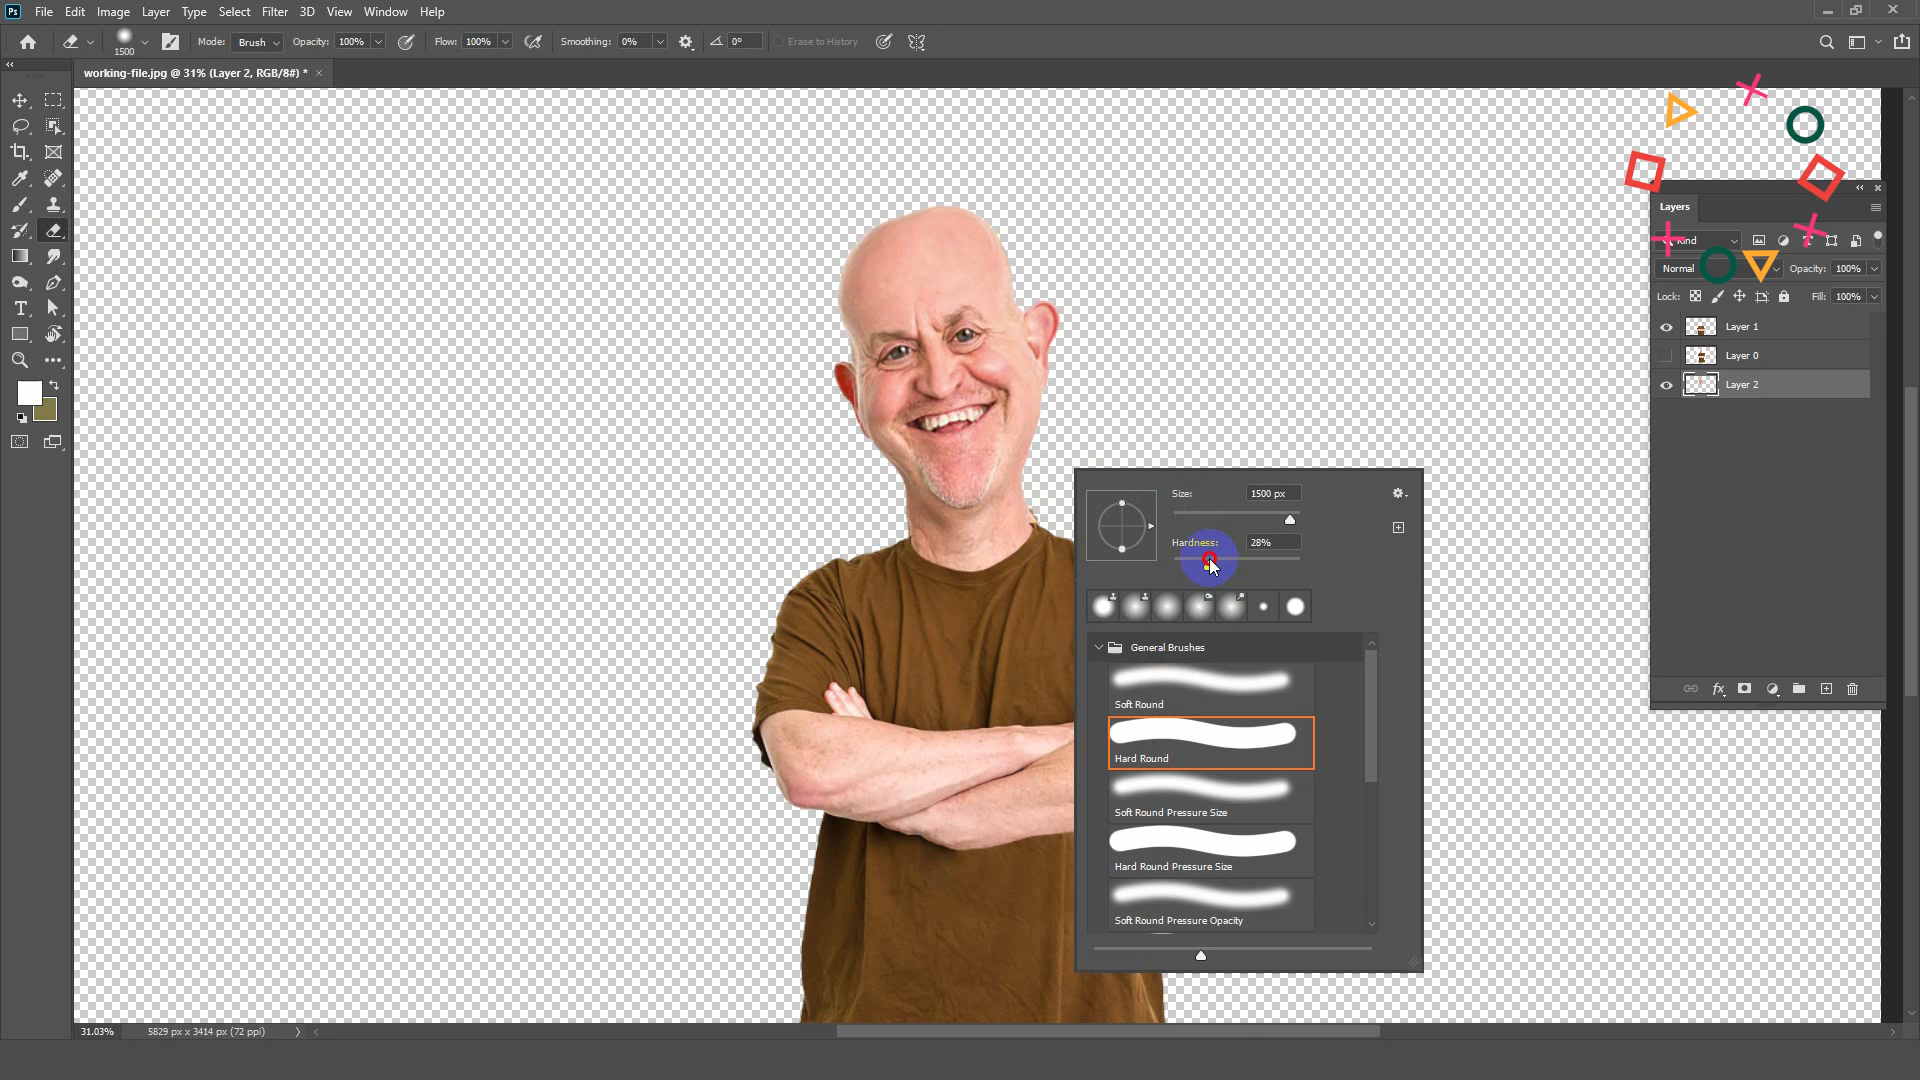 Ps File Edit Image Layer Type Select Filter 3D View Window Help
1500 Mode: Brush Opacity: 100% Flow: 100% Smoothing: 0% 0° Erase to History
working-file.jpg @ 31% (Layer 2, RGB/8#) * ×
Layers
Kind
Normal Opacity: 100%
Lock: Fill: 100%
Layer 1
Layer 0
Layer 2
fx
Size: 1500 px
Hardness: 28%
General Brushes
Soft Round
Hard Round
Soft Round Pressure Size
Hard Round Pressure Size
Soft Round Pressure Opacity
31.03% 5829 px x 3414 px (72 ppi)